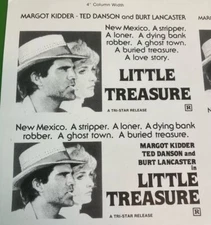 4" Column Width
MARGOT KIDDER · TED DANSON and BURT LANCASTER
New Mexico. A stripper.
A loner. A dying bank
robber. A ghost town.
A buried treasure.
A love story.
LITTLE
TREASURE
A TRI-STAR RELEASE
R
New Mexico. A stripper. A loner. A dying bank
robber. A ghost town. A buried treasure.
MARGOT KIDDER
TED DANSON and
BURT LANCASTER
in
LITTLE
TREASURE
A TRI-STAR RELEASE
R